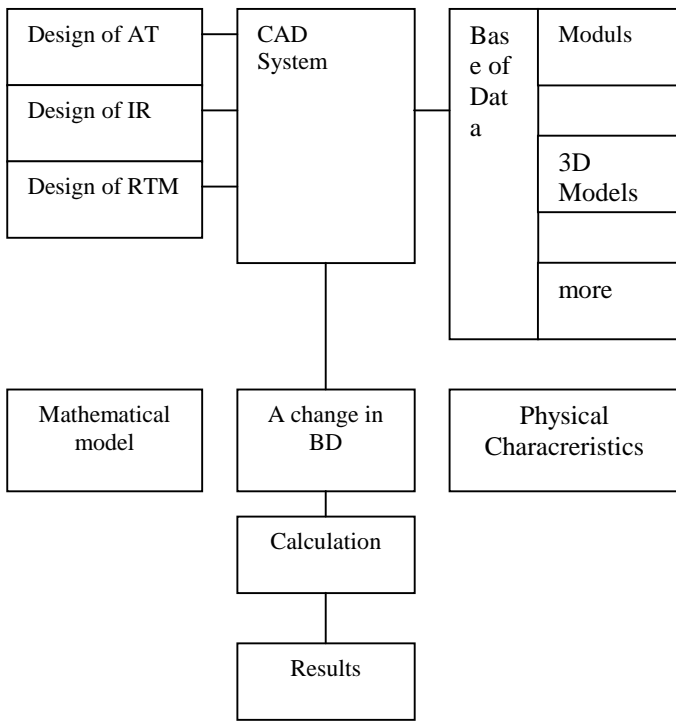 Design of AT
Design of IR
Design of RTM
CAD
System
Bas
e of
Dat
a
Moduls
3D
Models
more
Mathematical
model
A change in
BD
Physical
Characreristics
Calculation
Results